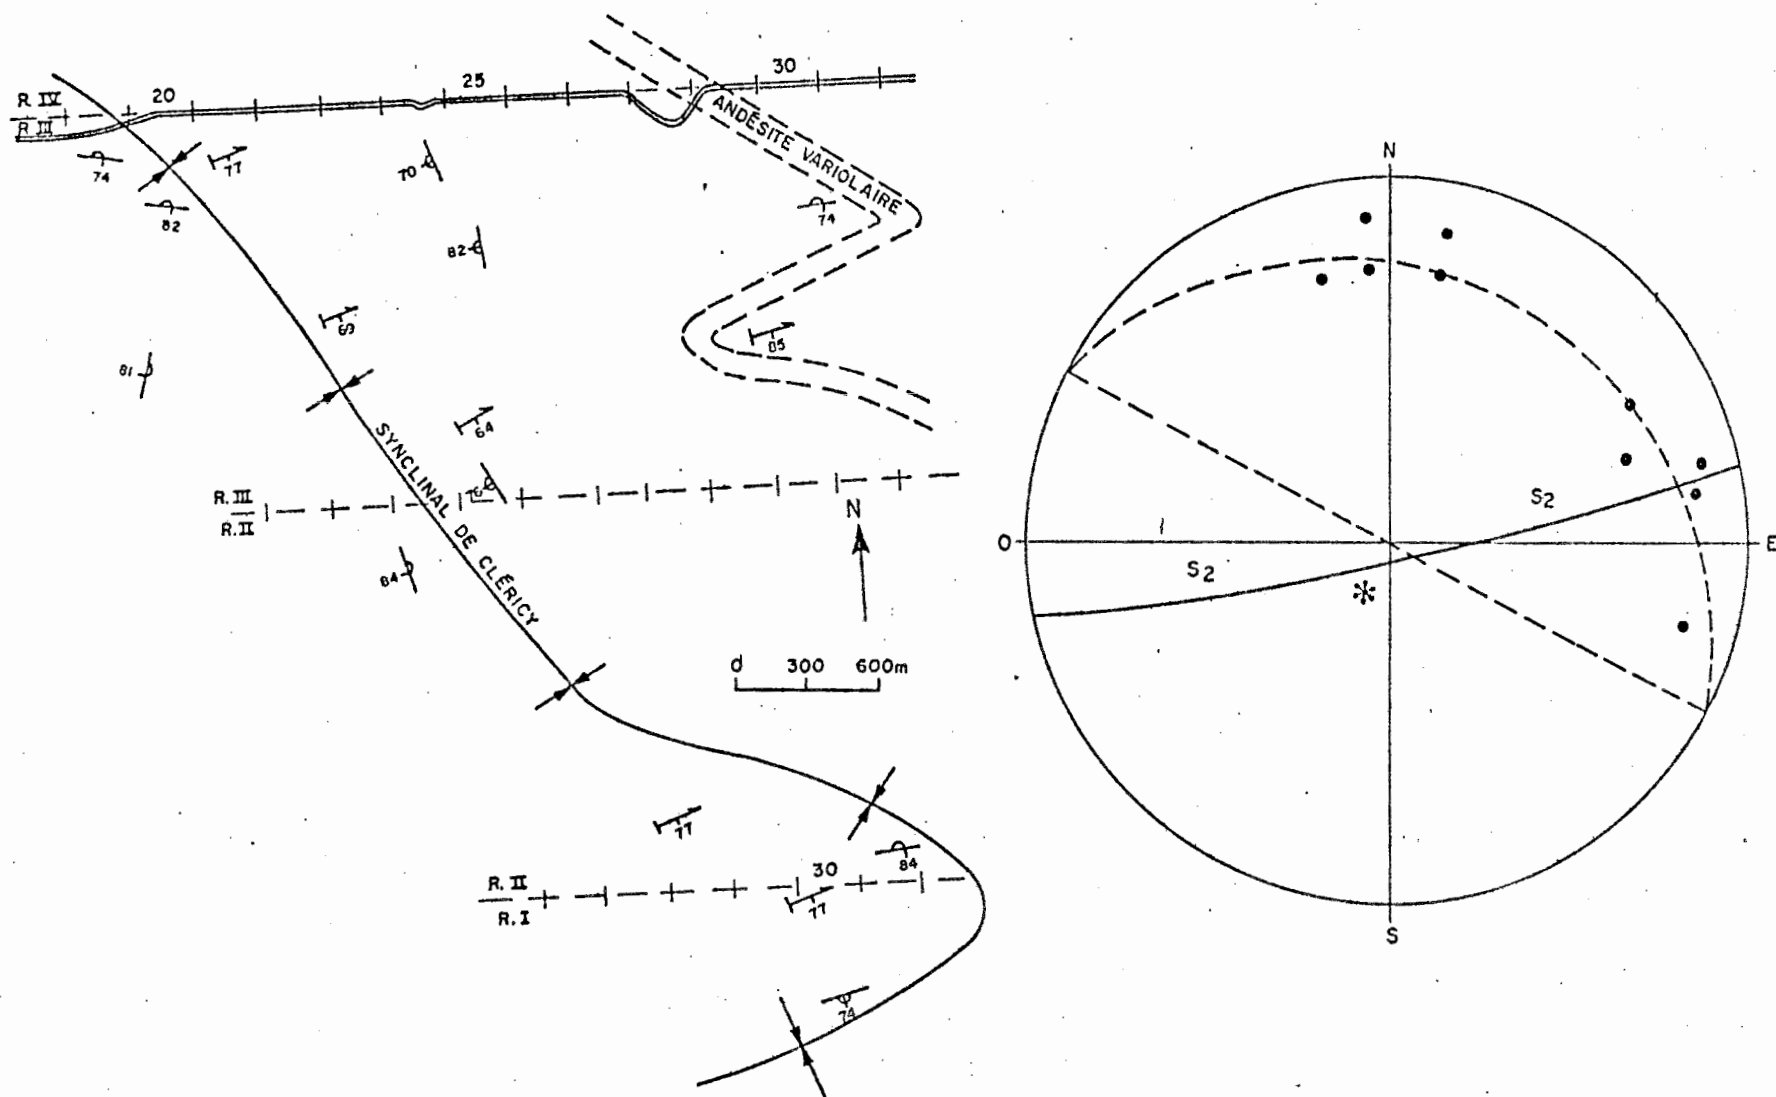 R IV
R III
20
25
30
ANDÉSITE VARIOLAIRE
74
77
70
82
82
74
69
81
85
64
SYNCLINAL DE CLÉRICY
R. III
R. II
84
N
0 300 600m
77
84
R. II
R. I
30
77
74
N
O
E
S2
S2
S